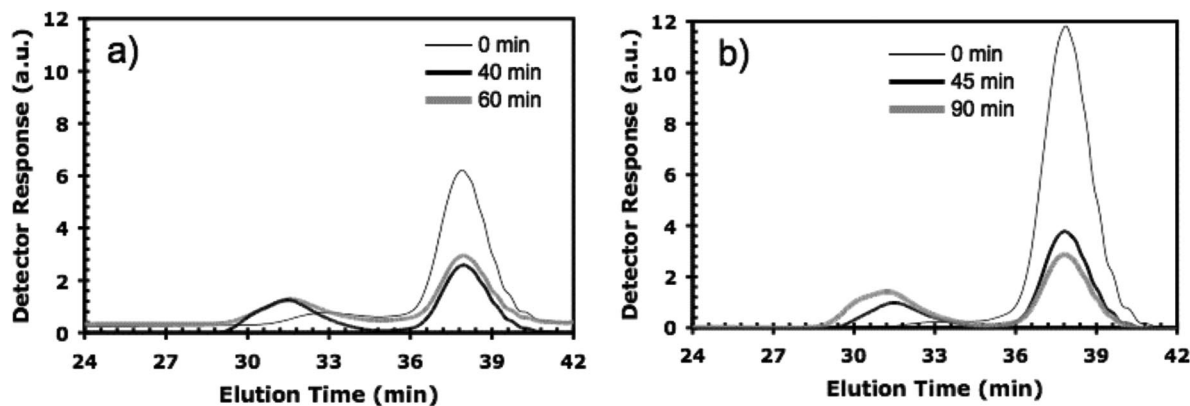 a)
0 min
40 min
60 min
Detector Response (a.u.)
12
10
8
6
4
2
0
24 27 30 33 36 39 42
Elution Time (min)
b)
0 min
45 min
90 min
Detector Response (a.u.)
12
10
8
6
4
2
0
24 27 30 33 36 39 42
Elution Time (min)